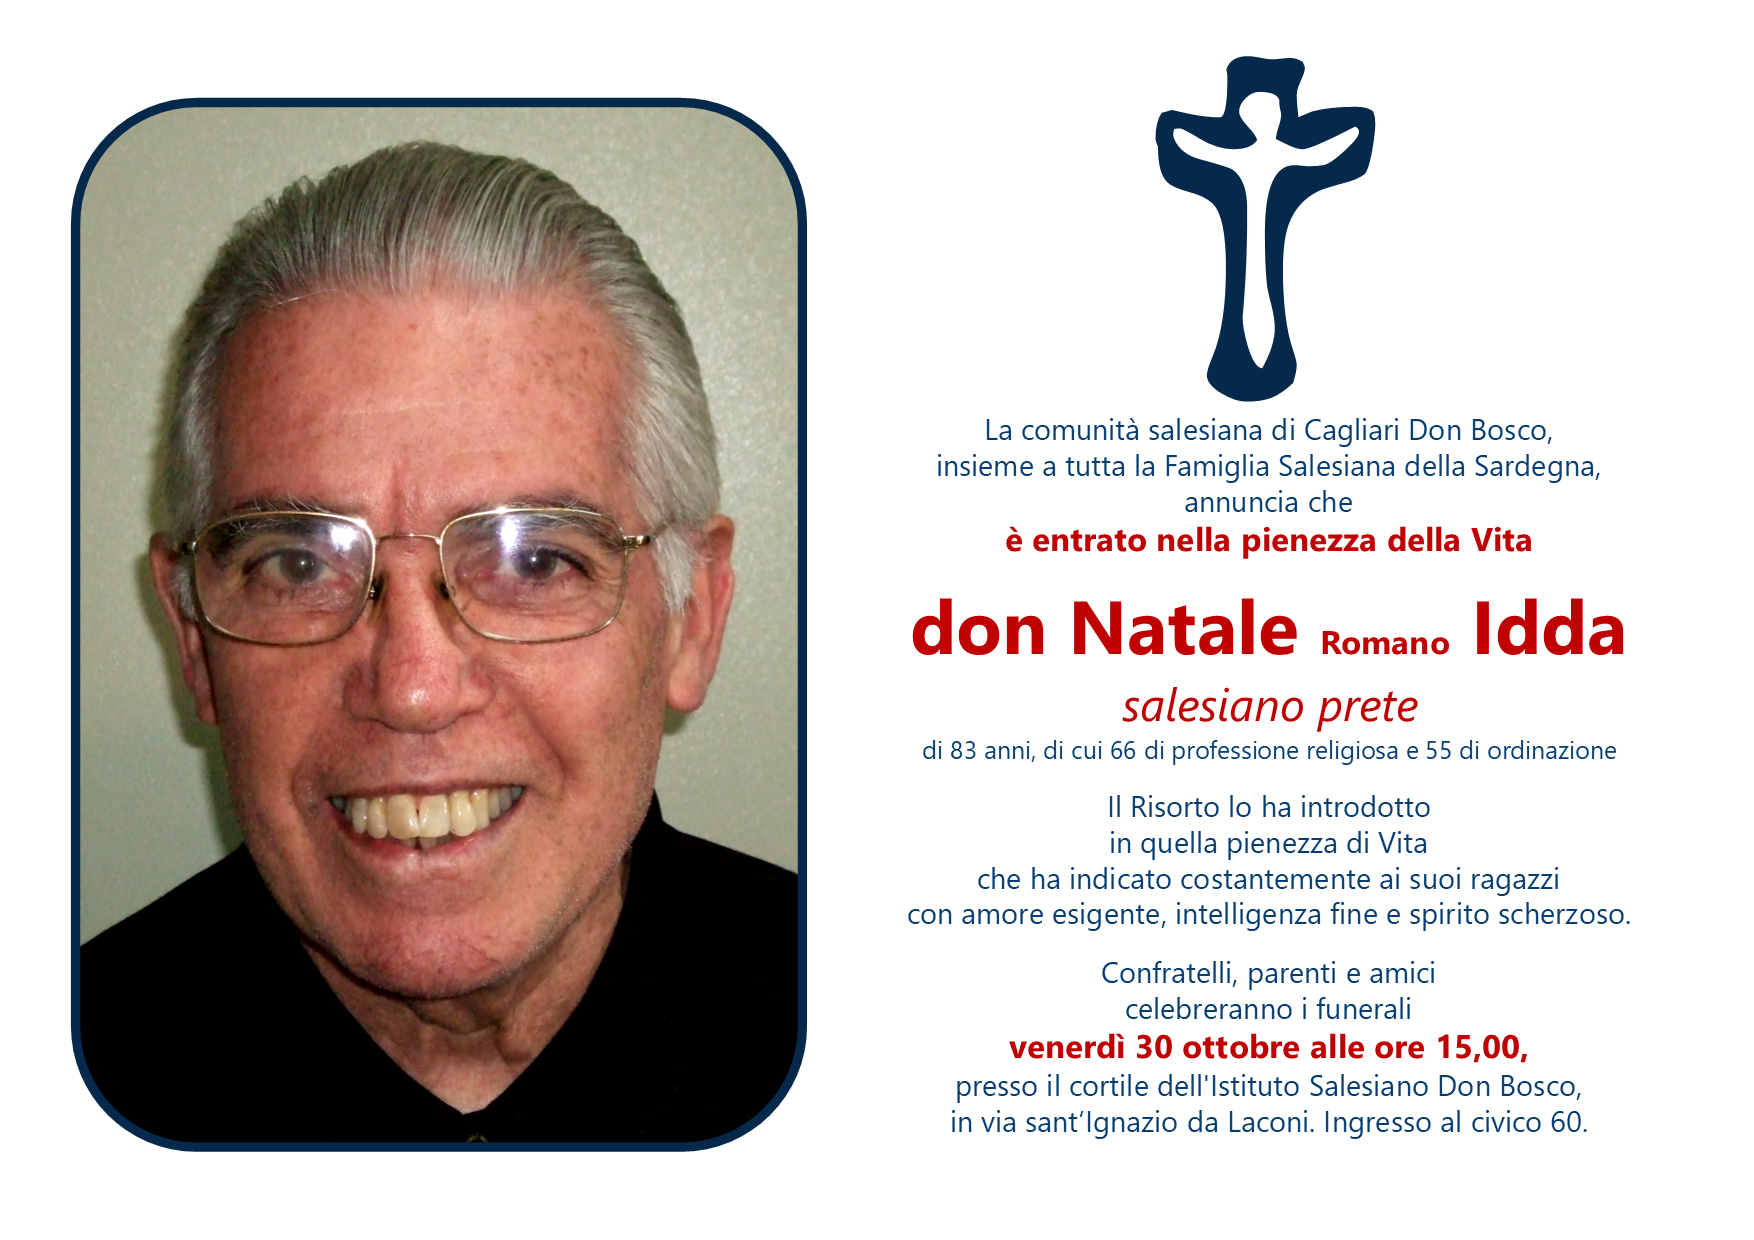 La comunità salesiana di Cagliari Don Bosco,
insieme a tutta la Famiglia Salesiana della Sardegna,
annuncia che
è entrato nella pienezza della Vita
don Natale Romano Idda
salesiano prete
di 83 anni, di cui 66 di professione religiosa e 55 di ordinazione
Il Risorto lo ha introdotto
in quella pienezza di Vita
che ha indicato costantemente ai suoi ragazzi
con amore esigente, intelligenza fine e spirito scherzoso.
Confratelli, parenti e amici
celebreranno i funerali
venerdì 30 ottobre alle ore 15,00,
presso il cortile dell'Istituto Salesiano Don Bosco,
in via sant’Ignazio da Laconi. Ingresso al civico 60.